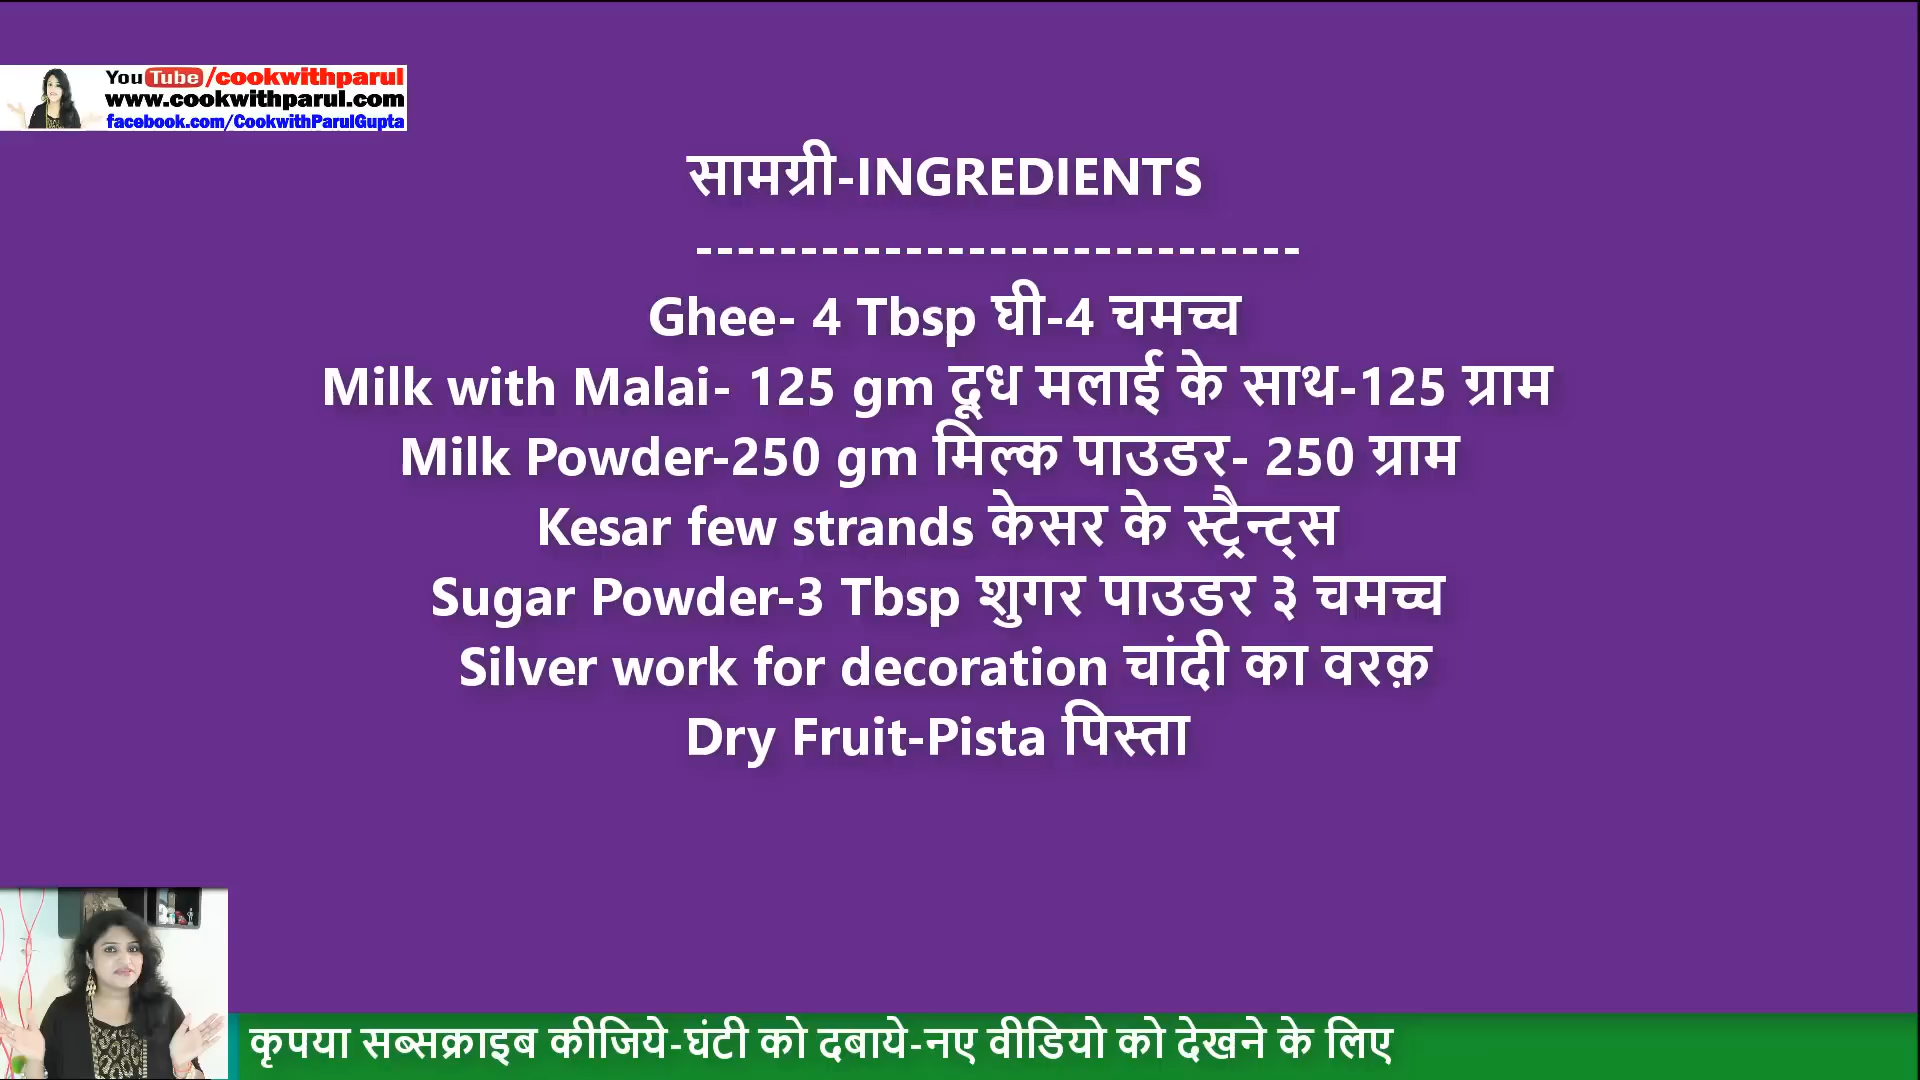 YouTube/cookwithparul
www.cookwithparul.com
facebook.com/CookwithParulGupta
सामग्री-INGREDIENTS
------------------------------
Ghee- 4 Tbsp घी-4 चमच्च
Milk with Malai- 125 gm दूध मलाई के साथ-125 ग्राम
Milk Powder-250 gm मिल्क पाउडर- 250 ग्राम
Kesar few strands केसर के स्ट्रैन्ट्स
Sugar Powder-3 Tbsp शुगर पाउडर ३ चमच्च
Silver work for decoration चांदी का वरक़
Dry Fruit-Pista पिस्ता
कृपया सब्सक्राइब कीजिये-घंटी को दबाये-नए वीडियो को देखने के लिए